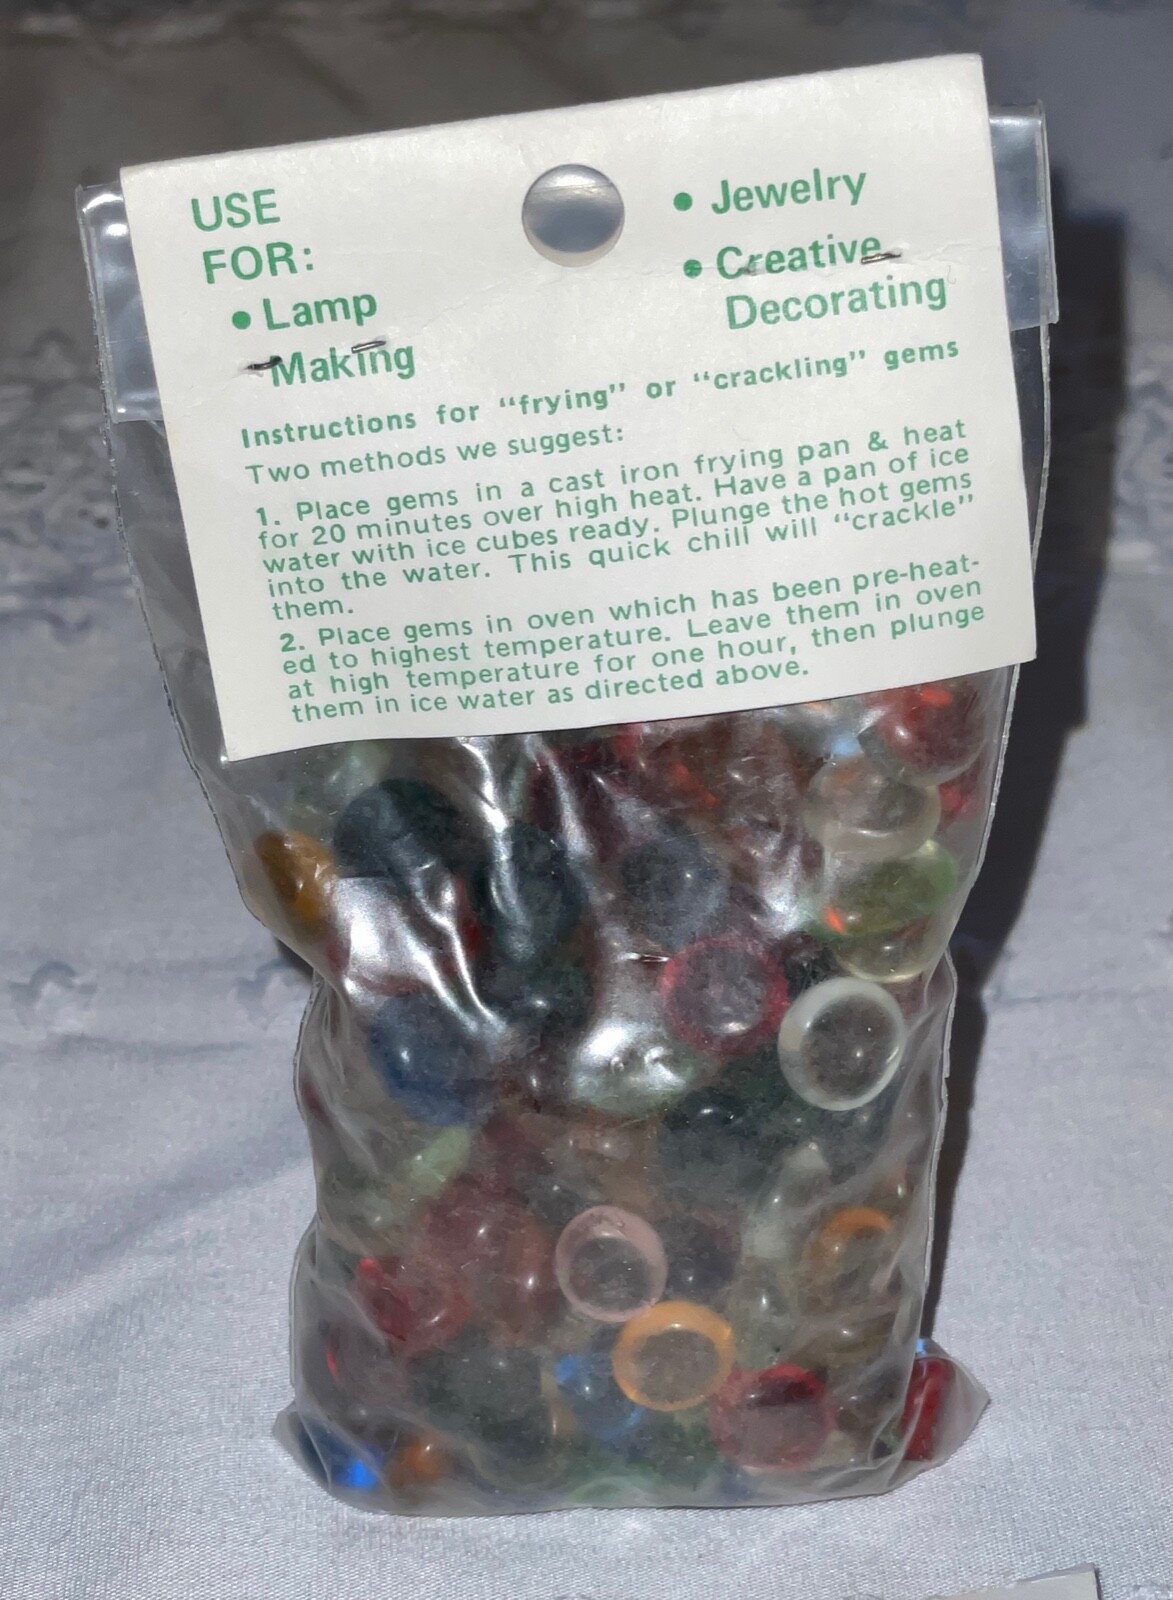 USE
FOR:
• Lamp
Making
• Jewelry
• Creative
Decorating
Instructions for "frying" or "crackling" gems
Two methods we suggest:
1. Place gems in a cast iron frying pan & heat
for 20 minutes over high heat. Have a pan of ice
water with ice cubes ready. Plunge the hot gems
into the water. This quick chill will "crackle"
them.
2. Place gems in oven which has been pre-heat-
ed to highest temperature. Leave them in oven
at high temperature for one hour, then plunge
them in ice water as directed above.